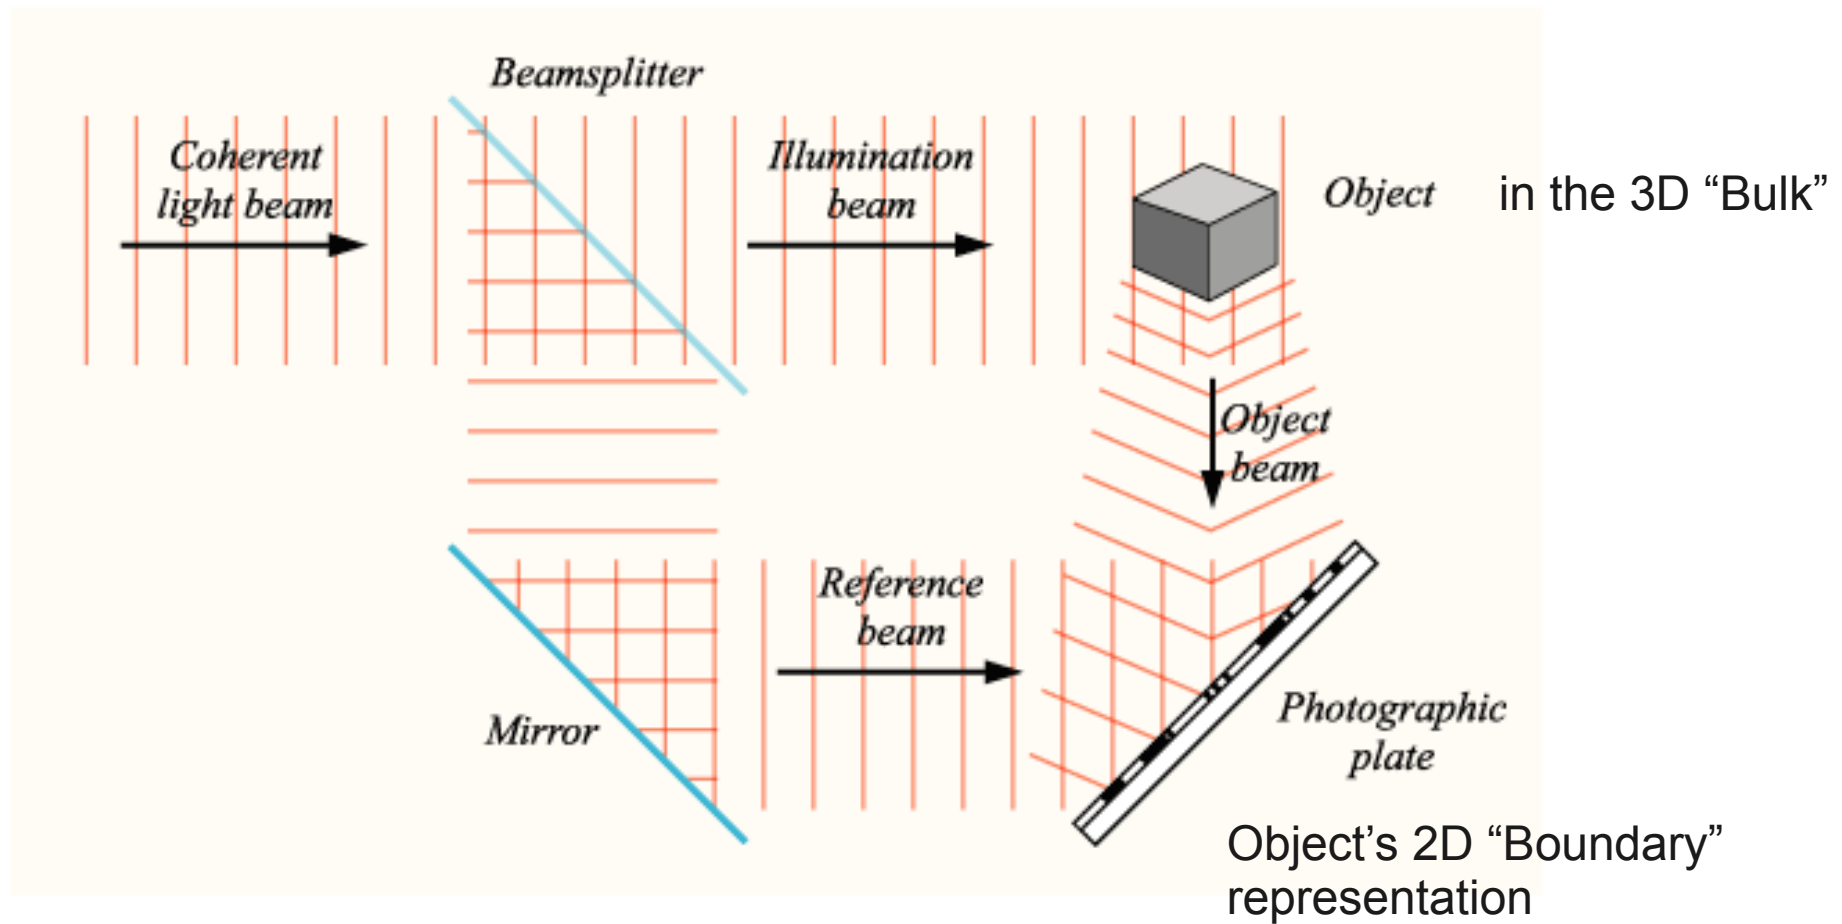 Beamsplitter
Coherent
light beam
Illumination
beam
Object
in the 3D “Bulk”
Object
beam
Reference
beam
Mirror
Photographic
plate
Object’s 2D “Boundary”
representation